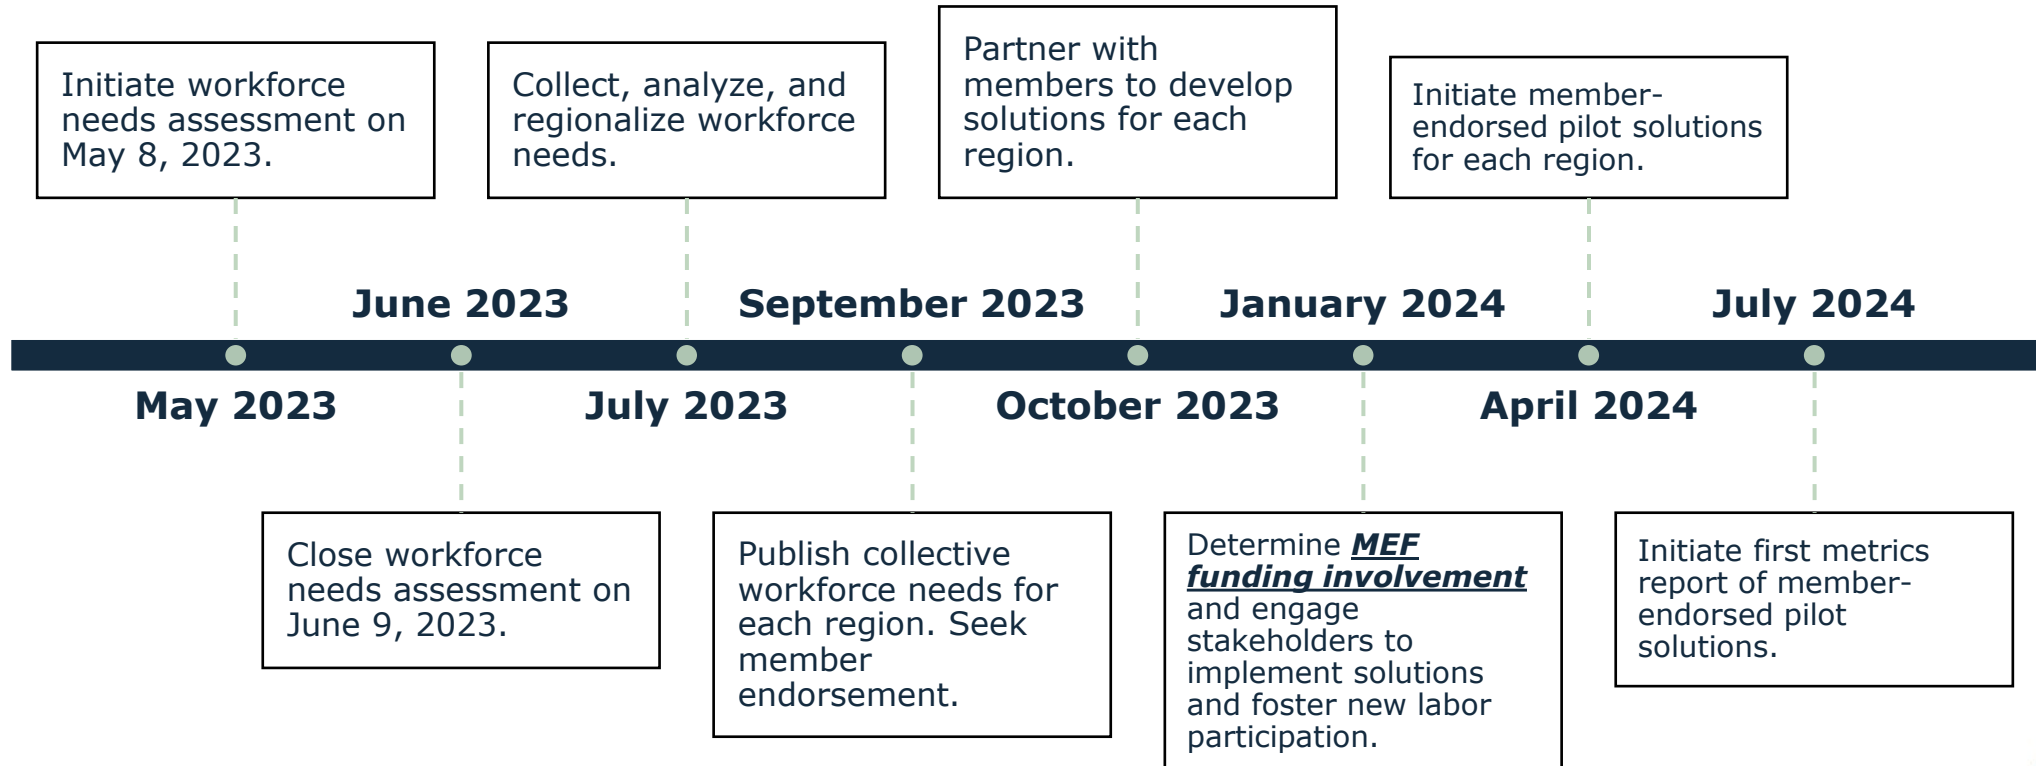 Initiate workforce
needs assessment on
May 8, 2023.
Collect, analyze, and
regionalize workforce
needs.
Partner with
members to develop
solutions for each
region.
Initiate member-
endorsed pilot solutions
for each region.
June 2023
September 2023
January 2024
July 2024
May 2023
July 2023
October 2023
April 2024
Close workforce
needs assessment on
June 9, 2023.
Publish collective
workforce needs for
each region. Seek
member
endorsement.
Determine MEF
funding involvement
and engage
stakeholders to
implement solutions
and foster new labor
participation.
Initiate first metrics
report of member-
endorsed pilot
solutions.